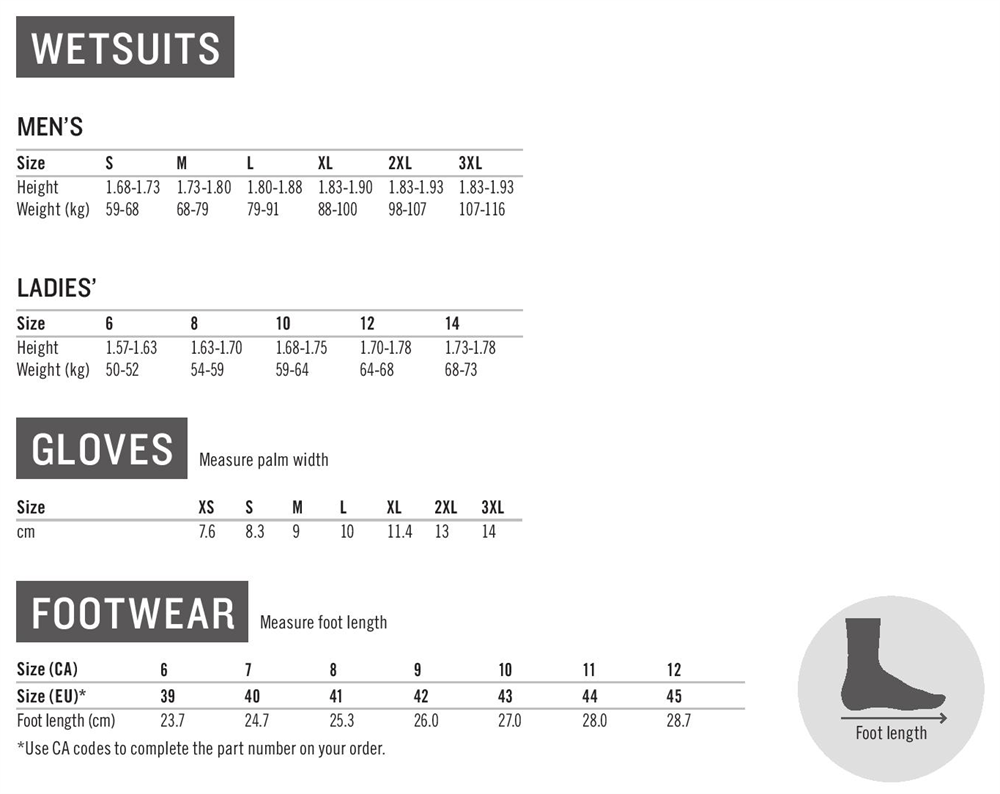 WETSUITS
MEN'S
Size S M L XL 2XL 3XL
Height 1.68-1.73 1.73-1.80 1.80-1.88 1.83-1.90 1.83-1.93 1.83-1.93
Weight (kg) 59-68 68-79 79-91 88-100 98-107 107-116
LADIES'
Size 6 8 10 12 14
Height 1.57-1.63 1.63-1.70 1.68-1.75 1.70-1.78 1.73-1.78
Weight (kg) 50-52 54-59 59-64 64-68 68-73
GLOVES Measure palm width
Size XS S M L XL 2XL 3XL
cm 7.6 8.3 9 10 11.4 13 14
FOOTWEAR Measure foot length
Size (CA) 6 7 8 9 10 11 12
Size (EU)* 39 40 41 42 43 44 45
Foot length (cm) 23.7 24.7 25.3 26.0 27.0 28.0 28.7
*Use CA codes to complete the part number on your order.
Foot length